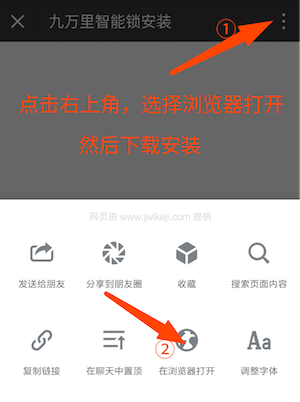 九万里智能锁安装
①
点击右上角，选择浏览器打开
然后下载安装
网页由 www.jwlkeji.com 提供
发送给朋友 分享到朋友圈 收藏 搜索页面内容
②
复制链接 在聊天中置顶 在浏览器打开 调整字体
Aa